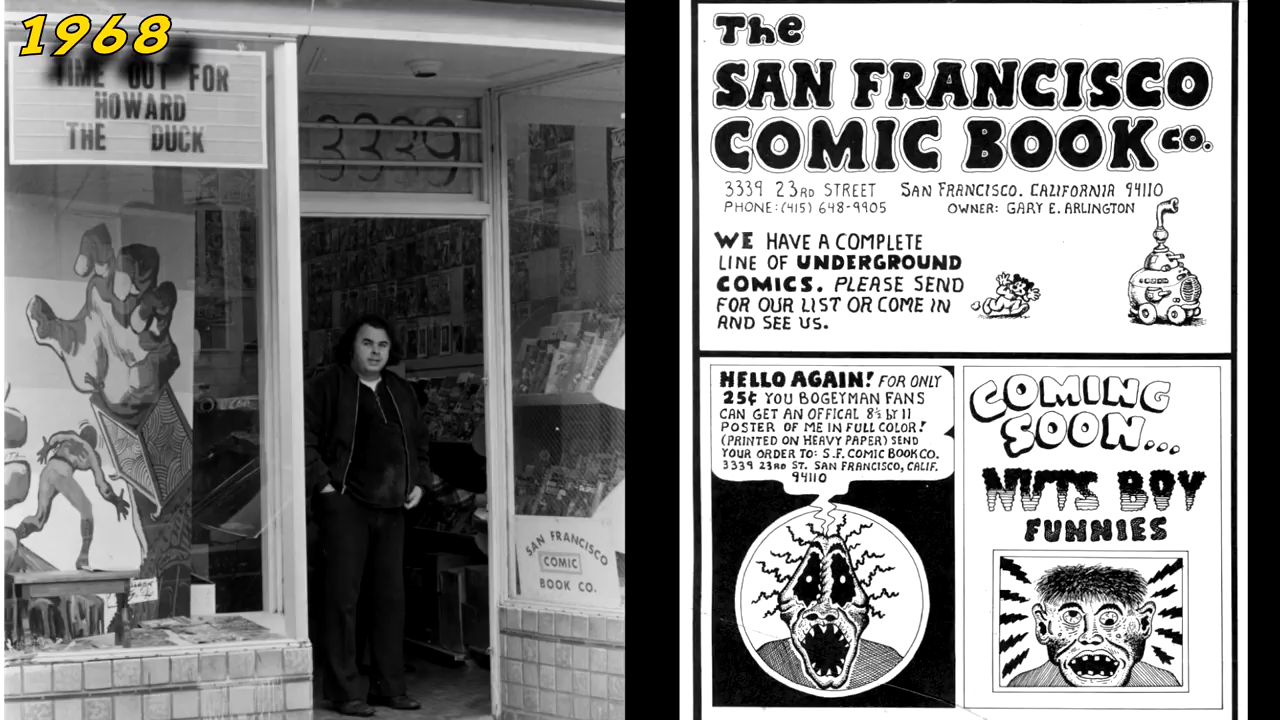 1968
TIME OUT FOR
HOWARD
THE DUCK
3339
SAN FRANCISCO
COMIC
BOOK CO.
The
SAN FRANCISCO
COMIC BOOK CO.
3339 23RD STREET SAN FRANCISCO. CALIFORNIA 94110
PHONE: (415) 648-9905 OWNER: GARY E. ARLINGTON
WE HAVE A COMPLETE
LINE OF UNDERGROUND
COMICS. PLEASE SEND
FOR OUR LIST OR COME IN
AND SEE US.
HELLO AGAIN! FOR ONLY
25¢ YOU BOGEYMAN FANS
CAN GET AN OFFICAL 8½ BY 11
POSTER OF ME IN FULL COLOR!
(PRINTED ON HEAVY PAPER) SEND
YOUR ORDER TO: S.F. COMIC BOOK CO.
3339 23RD ST. SAN FRANCISCO, CALIF.
94110
COMING
SOON...
NUTS BOY
FUNNIES